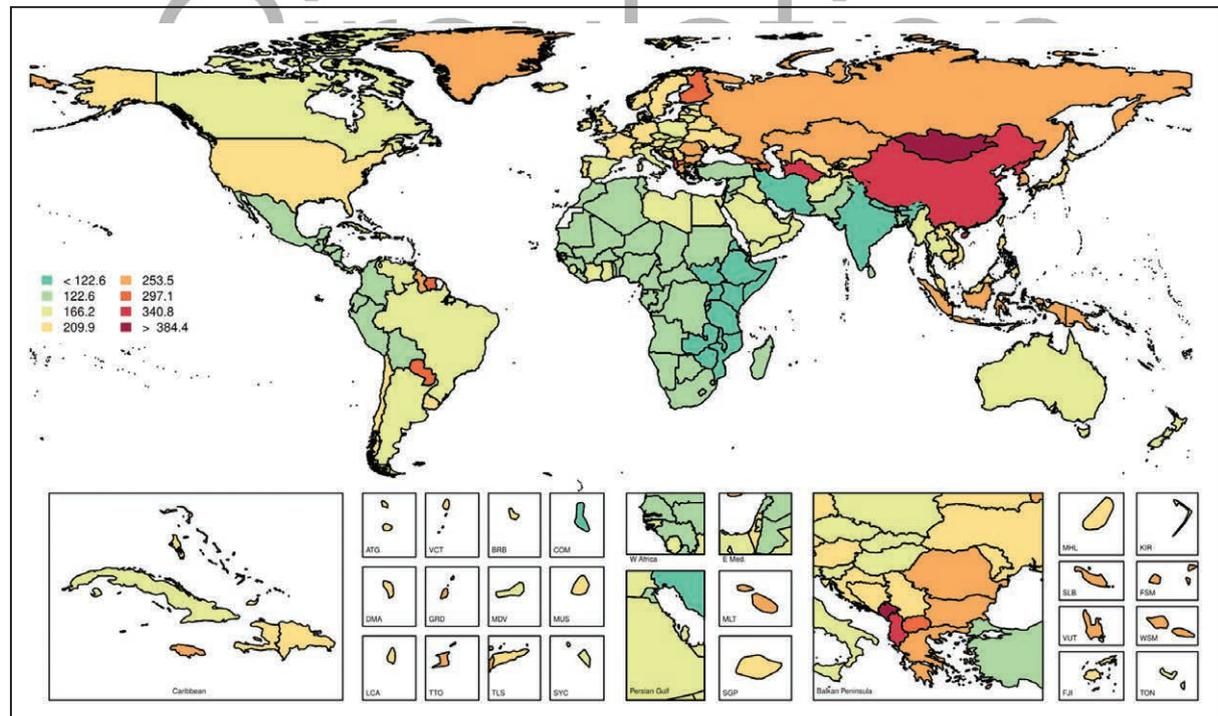 Circulation
< 122.6
122.6
166.2
209.9
253.5
297.1
340.8
> 384.4
Caribbean
ATG
VCT
BRB
COM
DMA
GRD
MDV
MUS
LCA
TTO
TLS
SYC
W Africa
E Med.
Persian Gulf
MLT
SGP
Balkan Peninsula
MHL
KIR
SLB
FSM
VUT
WSM
FJI
TON